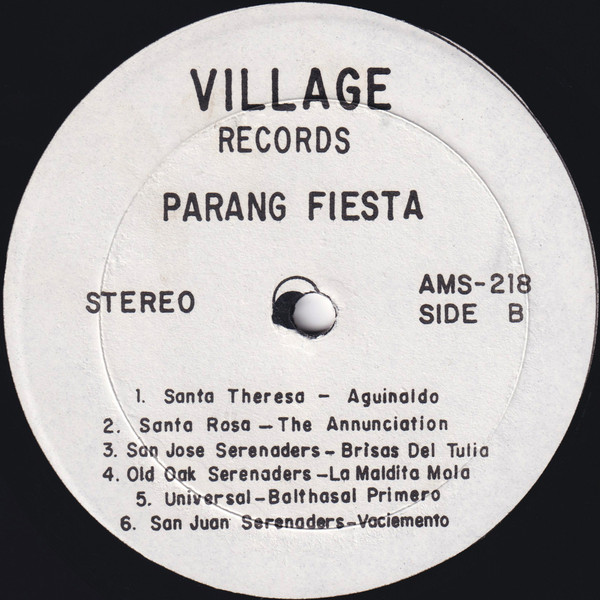 VILLAGE
RECORDS
PARANG FIESTA
STEREO
AMS-218
SIDE B
1. Santa Theresa - Aguinaldo
2. Santa Rosa - The Annunciation
3. San Jose Serenaders - Brisas Del Tulia
4. Old Oak Serenaders - La Maldita Mola
5. Universal - Balthasal Primero
6. San Juan Serenaders - Vaciemento